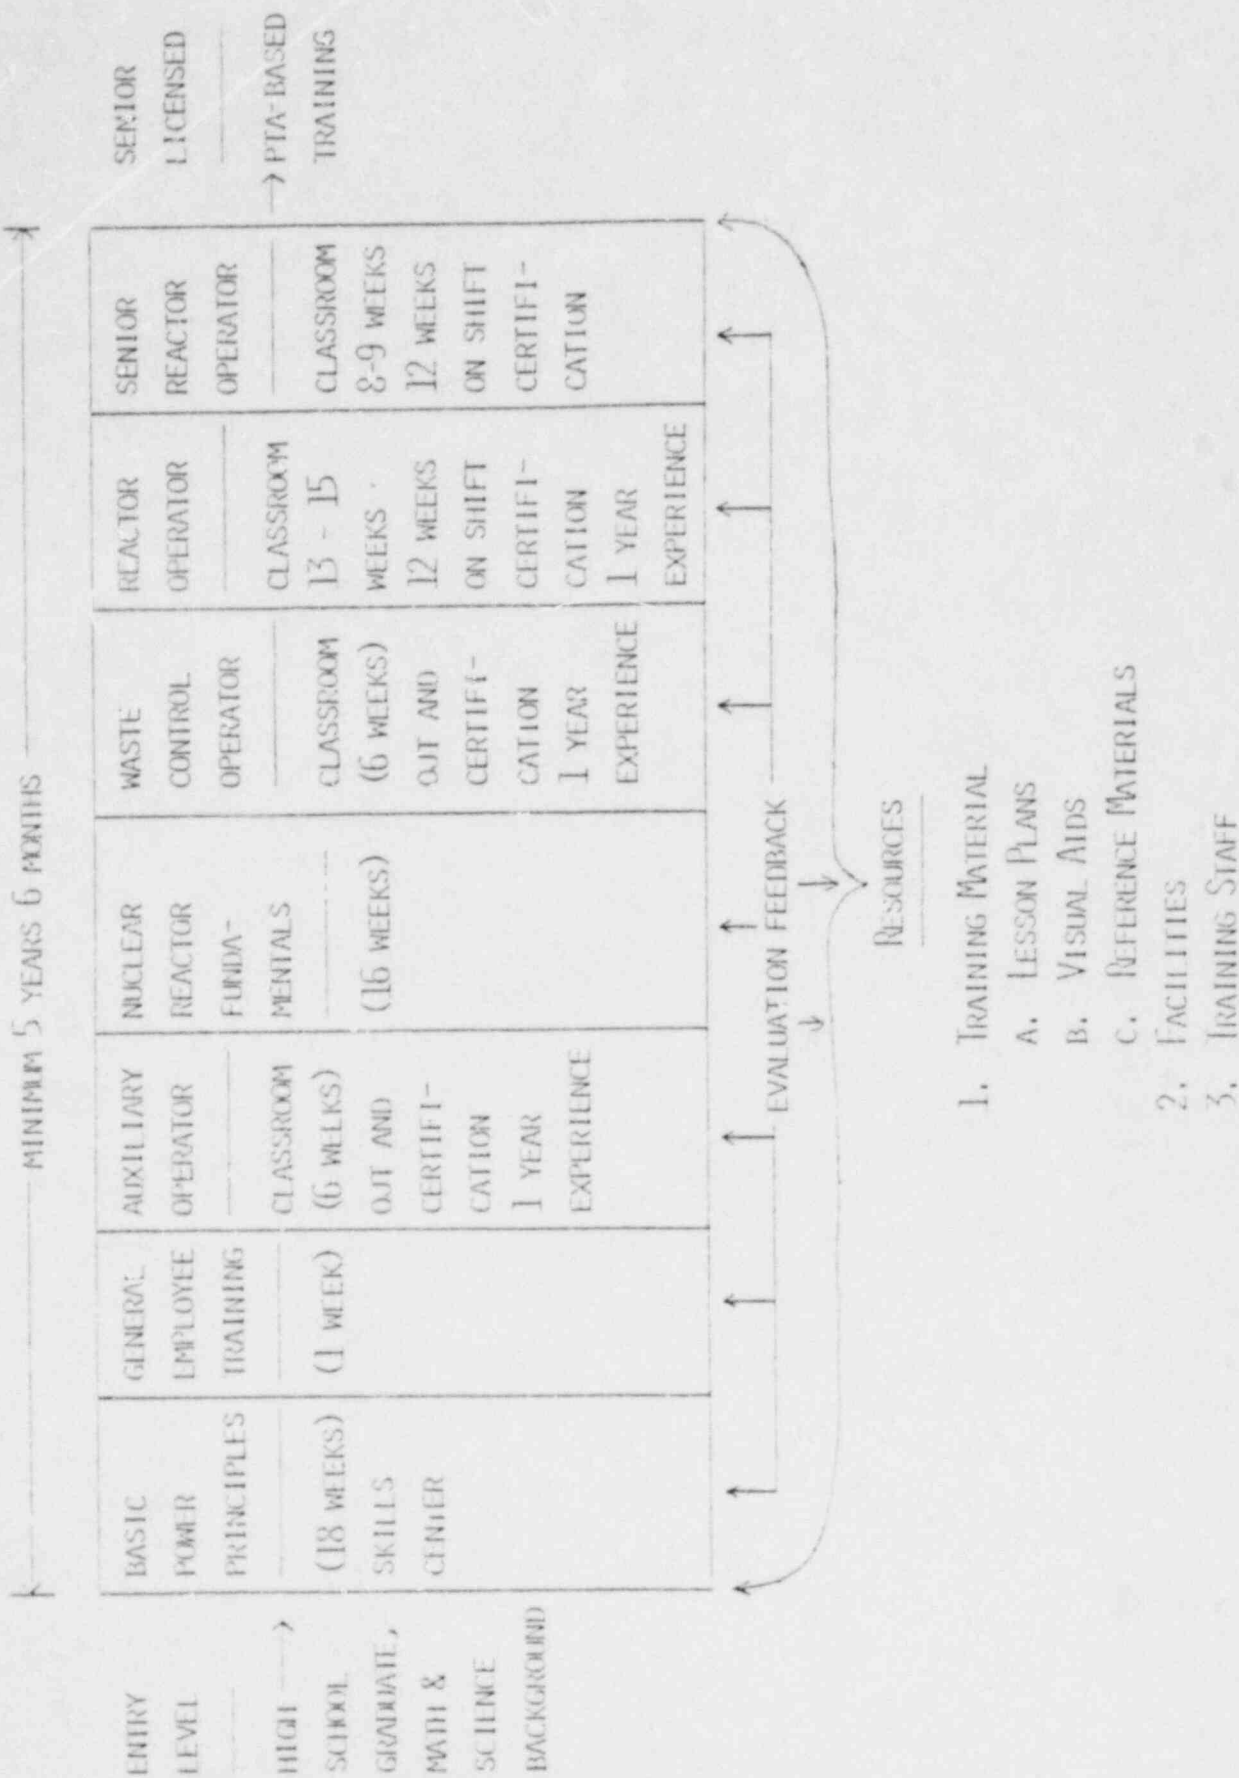 MINIMUM 5 YEARS 6 MONTHS
ENTRY
LEVEL
HIGH
SCHOOL
GRADUATE,
MATH &
SCIENCE
BACKGROUND
BASIC
POWER
PRINCIPLES
(18 WEEKS)
SKILLS
CENTER
GENERAL
EMPLOYEE
TRAINING
(1 WEEK)
AUXILIARY
OPERATOR
CLASSROOM
(6 WEEKS)
OJT AND
CERTIFI-
CATION
1 YEAR
EXPERIENCE
NUCLEAR
REACTOR
FUNDA-
MENTALS
(16 WEEKS)
WASTE
CONTROL
OPERATOR
CLASSROOM
(6 WEEKS)
OJT AND
CERTIFI-
CATION
1 YEAR
EXPERIENCE
REACTOR
OPERATOR
CLASSROOM
13 - 15
WEEKS
12 WEEKS
ON SHIFT
CERTIFI-
CATION
1 YEAR
EXPERIENCE
SENIOR
REACTOR
OPERATOR
CLASSROOM
8-9 WEEKS
12 WEEKS
ON SHIFT
CERTIFI-
CATION
SENIOR
LICENSED
PTA-BASED
TRAINING
EVALUATION FEEDBACK
RESOURCES
1. TRAINING MATERIAL
A. LESSON PLANS
B. VISUAL AIDS
C. REFERENCE MATERIALS
2. FACILITIES
3. TRAINING STAFF